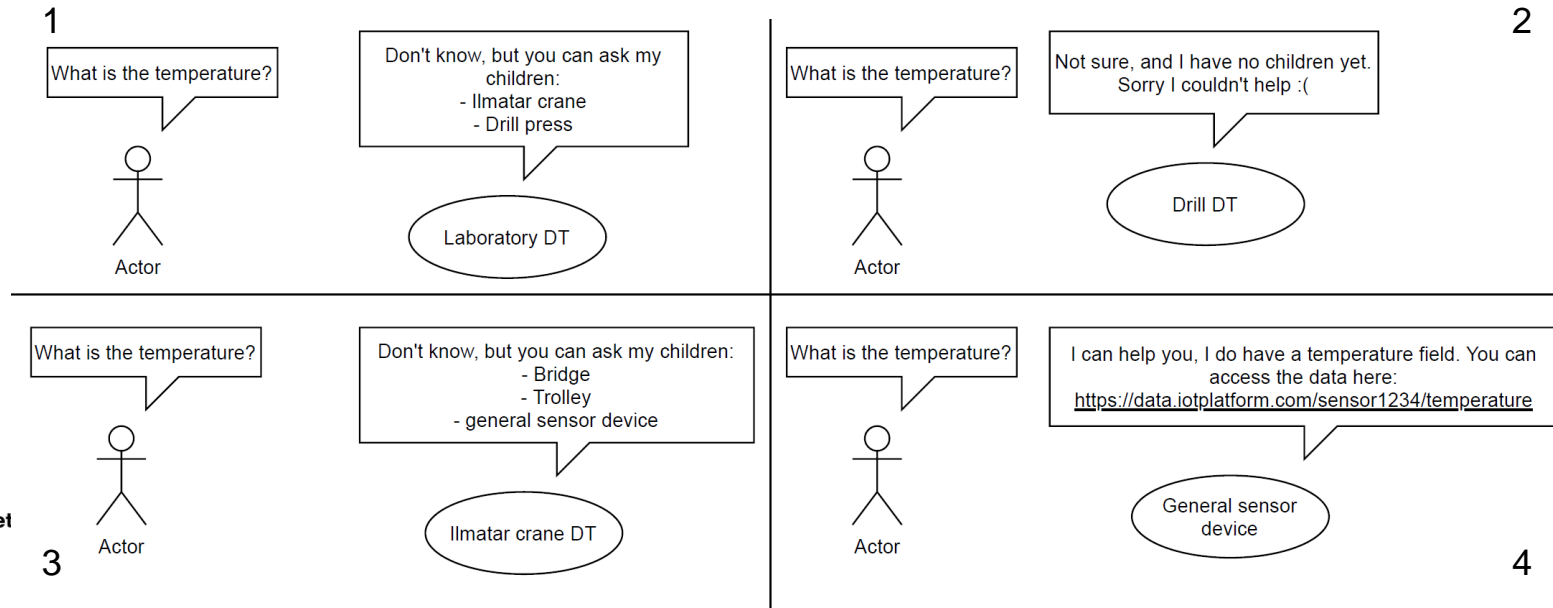 1
What is the temperature?
Don't know, but you can ask my
children:
- Ilmatar crane
- Drill press
Actor
Laboratory DT
2
What is the temperature?
Not sure, and I have no children yet.
Sorry I couldn't help :(
Actor
Drill DT
What is the temperature?
Don't know, but you can ask my children:
- Bridge
- Trolley
- general sensor device
et
Actor
Ilmatar crane DT
3
What is the temperature?
I can help you, I do have a temperature field. You can
access the data here:
https://data.iotplatform.com/sensor1234/temperature
Actor
General sensor
device
4